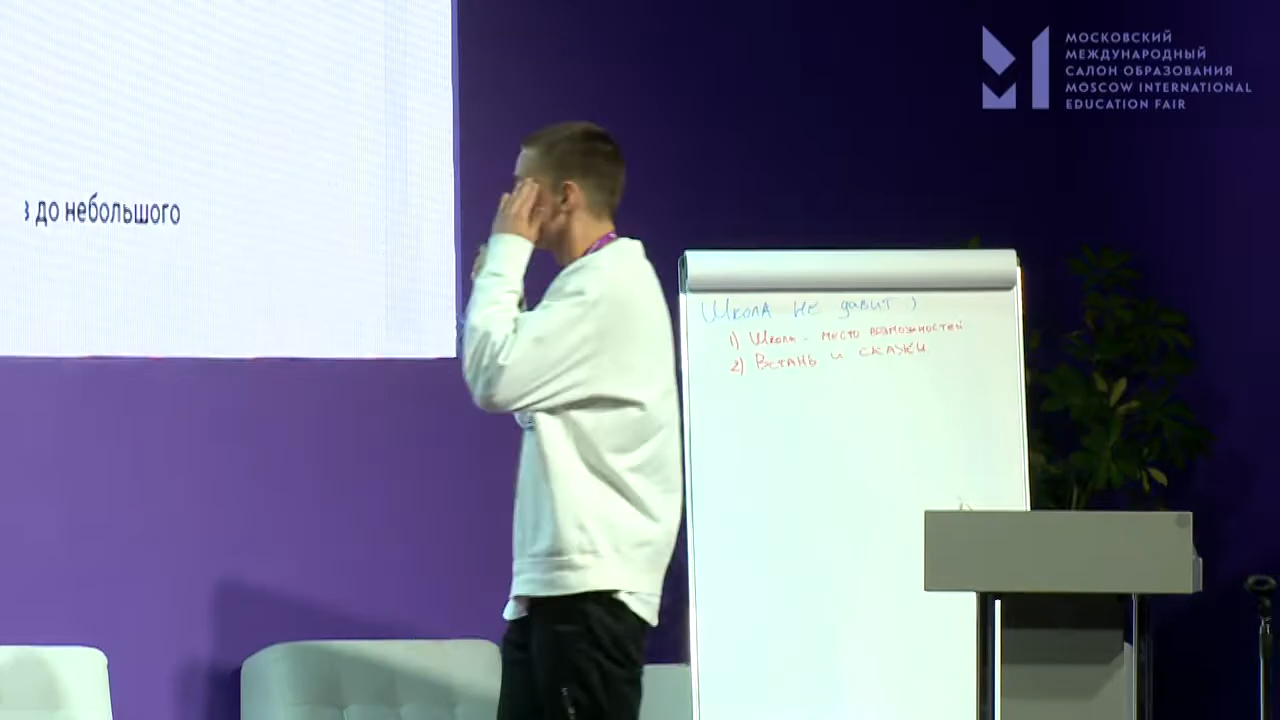 МОСКОВСКИЙ
МЕЖДУНАРОДНЫЙ
САЛОН ОБРАЗОВАНИЯ
MOSCOW INTERNATIONAL
EDUCATION FAIR
до небольшого
Школа не давит )
1) Школа - место возможностей
2) Встань и скажи